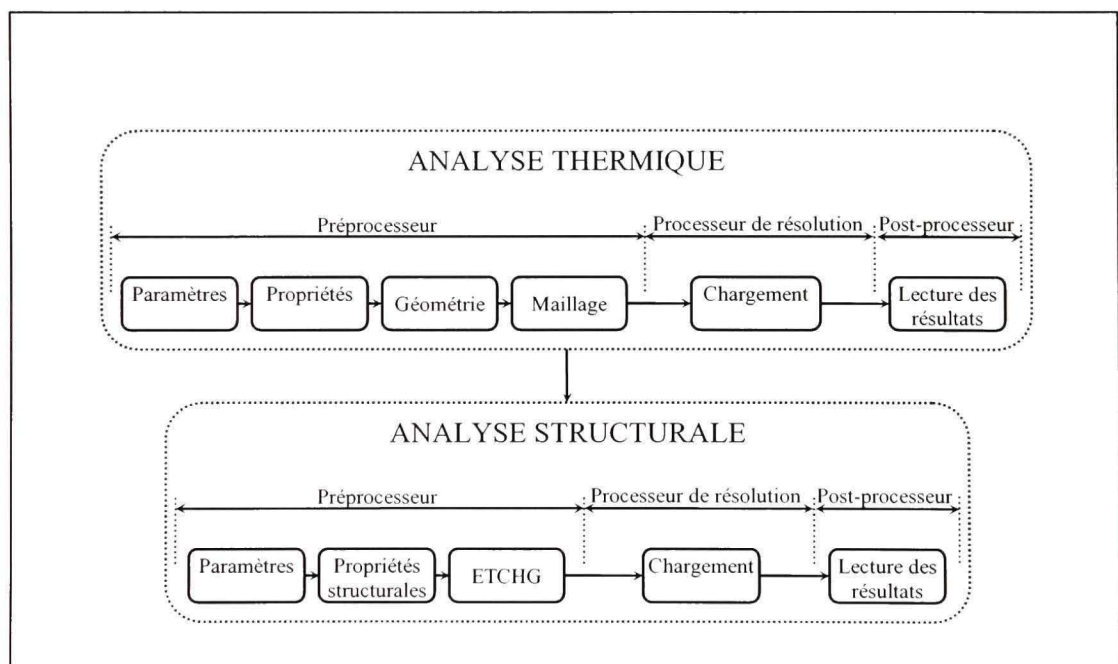 ANALYSE THERMIQUE
Préprocesseur
Processeur de résolution
Post-processeur
Paramètres
Propriétés
Géométrie
Maillage
Chargement
Lecture des
résultats
ANALYSE STRUCTURALE
Préprocesseur
Processeur de résolution
Post-processeur
Paramètres
Propriétés
structurales
ETCHG
Chargement
Lecture des
résultats